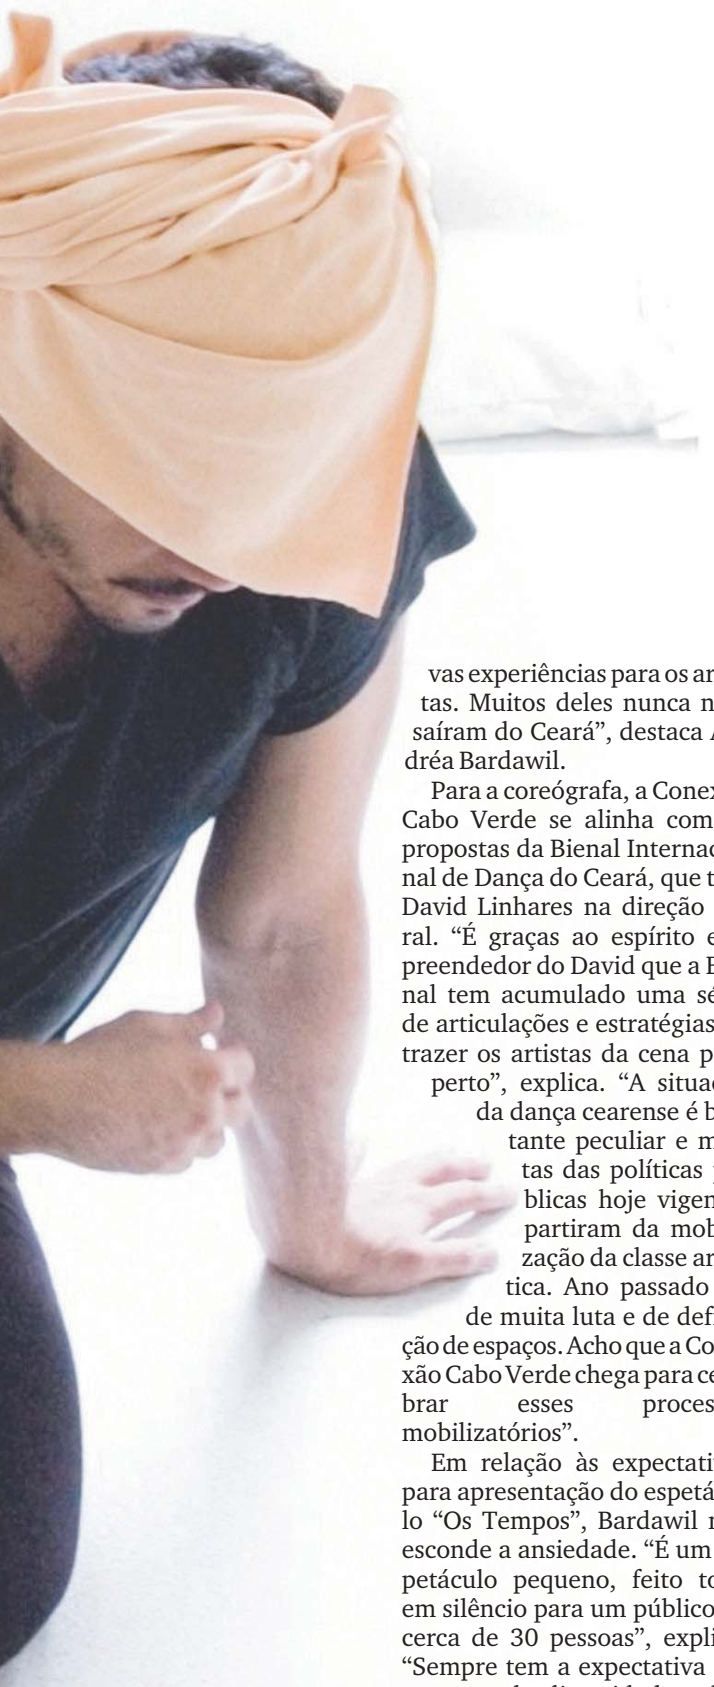 vas experiências para os ar
tas. Muitos deles nunca n
saíram do Ceará”, destaca A
dréa Bardawil.
Para a coreógrafa, a Conex
Cabo Verde se alinha com
propostas da Bienal Internac
nal de Dança do Ceará, que t
David Linhares na direção
ral. “É graças ao espírito e
preendedor do David que a B
nal tem acumulado uma sé
de articulações e estratégias
trazer os artistas da cena p
perto”, explica. “A situaç
da dança cearense é b
tante peculiar e m
tas das políticas p
blicas hoje vigen
partiram da mob
zação da classe ar
tica. Ano passado
de muita luta e de defi
ção de espaços. Acho que a Co
xão Cabo Verde chega para ce
brar esses proces
mobilizatórios”.
Em relação às expectati
para apresentação do espetá
lo “Os Tempos”, Bardawil n
esconde a ansiedade. “É um
petáculo pequeno, feito to
em silêncio para um público
cerca de 30 pessoas”, expli
“Sempre tem a expectativa